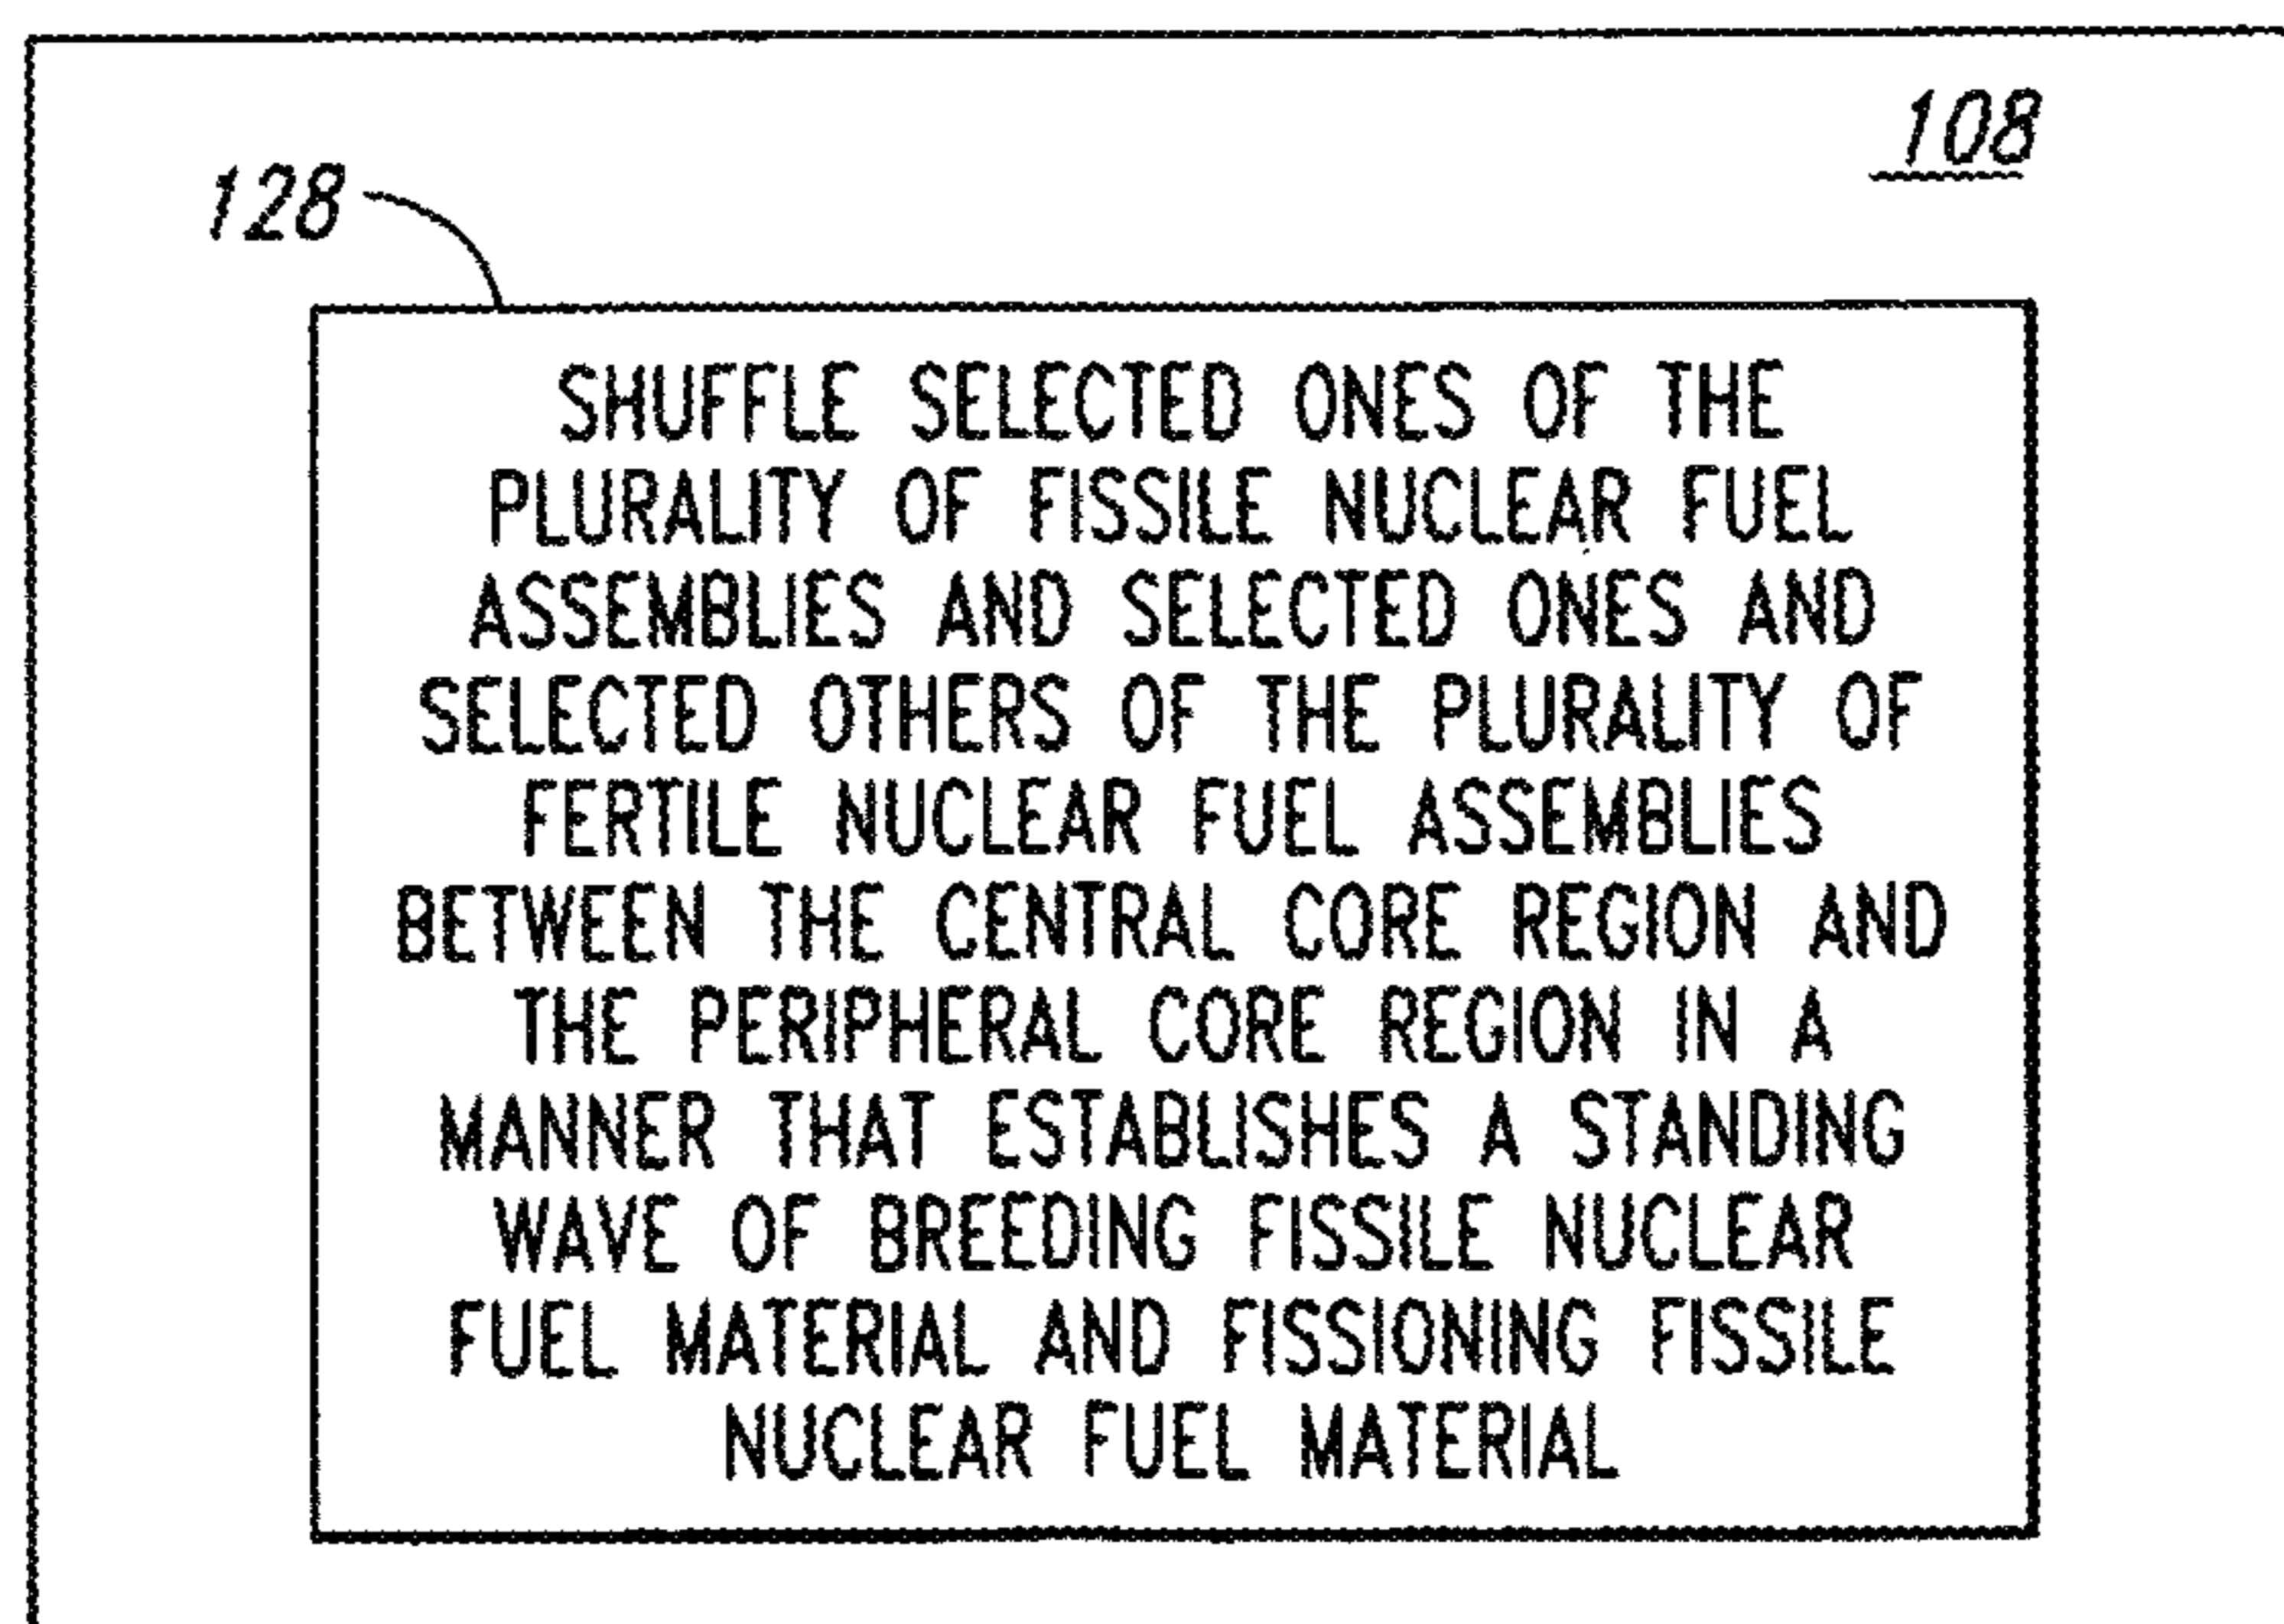 108
128
SHUFFLE SELECTED ONES OF THE
PLURALITY OF FISSILE NUCLEAR FUEL
ASSEMBLIES AND SELECTED ONES AND
SELECTED OTHERS OF THE PLURALITY OF
FERTILE NUCLEAR FUEL ASSEMBLIES
BETWEEN THE CENTRAL CORE REGION AND
THE PERIPHERAL CORE REGION IN A
MANNER THAT ESTABLISHES A STANDING
WAVE OF BREEDING FISSILE NUCLEAR
FUEL MATERIAL AND FISSIONING FISSILE
NUCLEAR FUEL MATERIAL